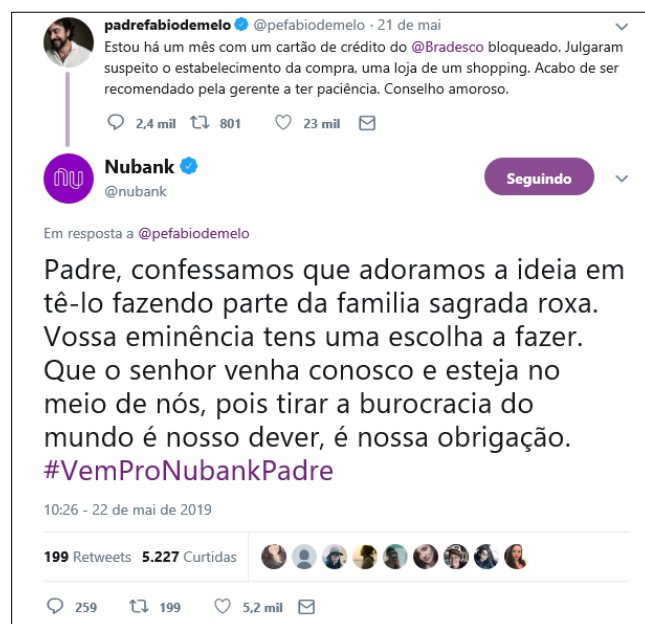 padrefabiodemelo @pefabiodemelo · 21 de mai
Estou há um mês com um cartão de crédito do @Bradesco bloqueado. Julgaram
suspeito o estabelecimento da compra, uma loja de um shopping. Acabo de ser
recomendado pela gerente a ter paciência. Conselho amoroso.
2,4 mil 801 23 mil
nu
Nubank
@nubank
Seguindo
Em resposta a @pefabiodemelo
Padre, confessamos que adoramos a ideia em
tê-lo fazendo parte da familia sagrada roxa.
Vossa eminência tens uma escolha a fazer.
Que o senhor venha conosco e esteja no
meio de nós, pois tirar a burocracia do
mundo é nosso dever, é nossa obrigação.
#VemProNubankPadre
10:26 - 22 de mai de 2019
199 Retweets 5.227 Curtidas
259 199 5,2 mil